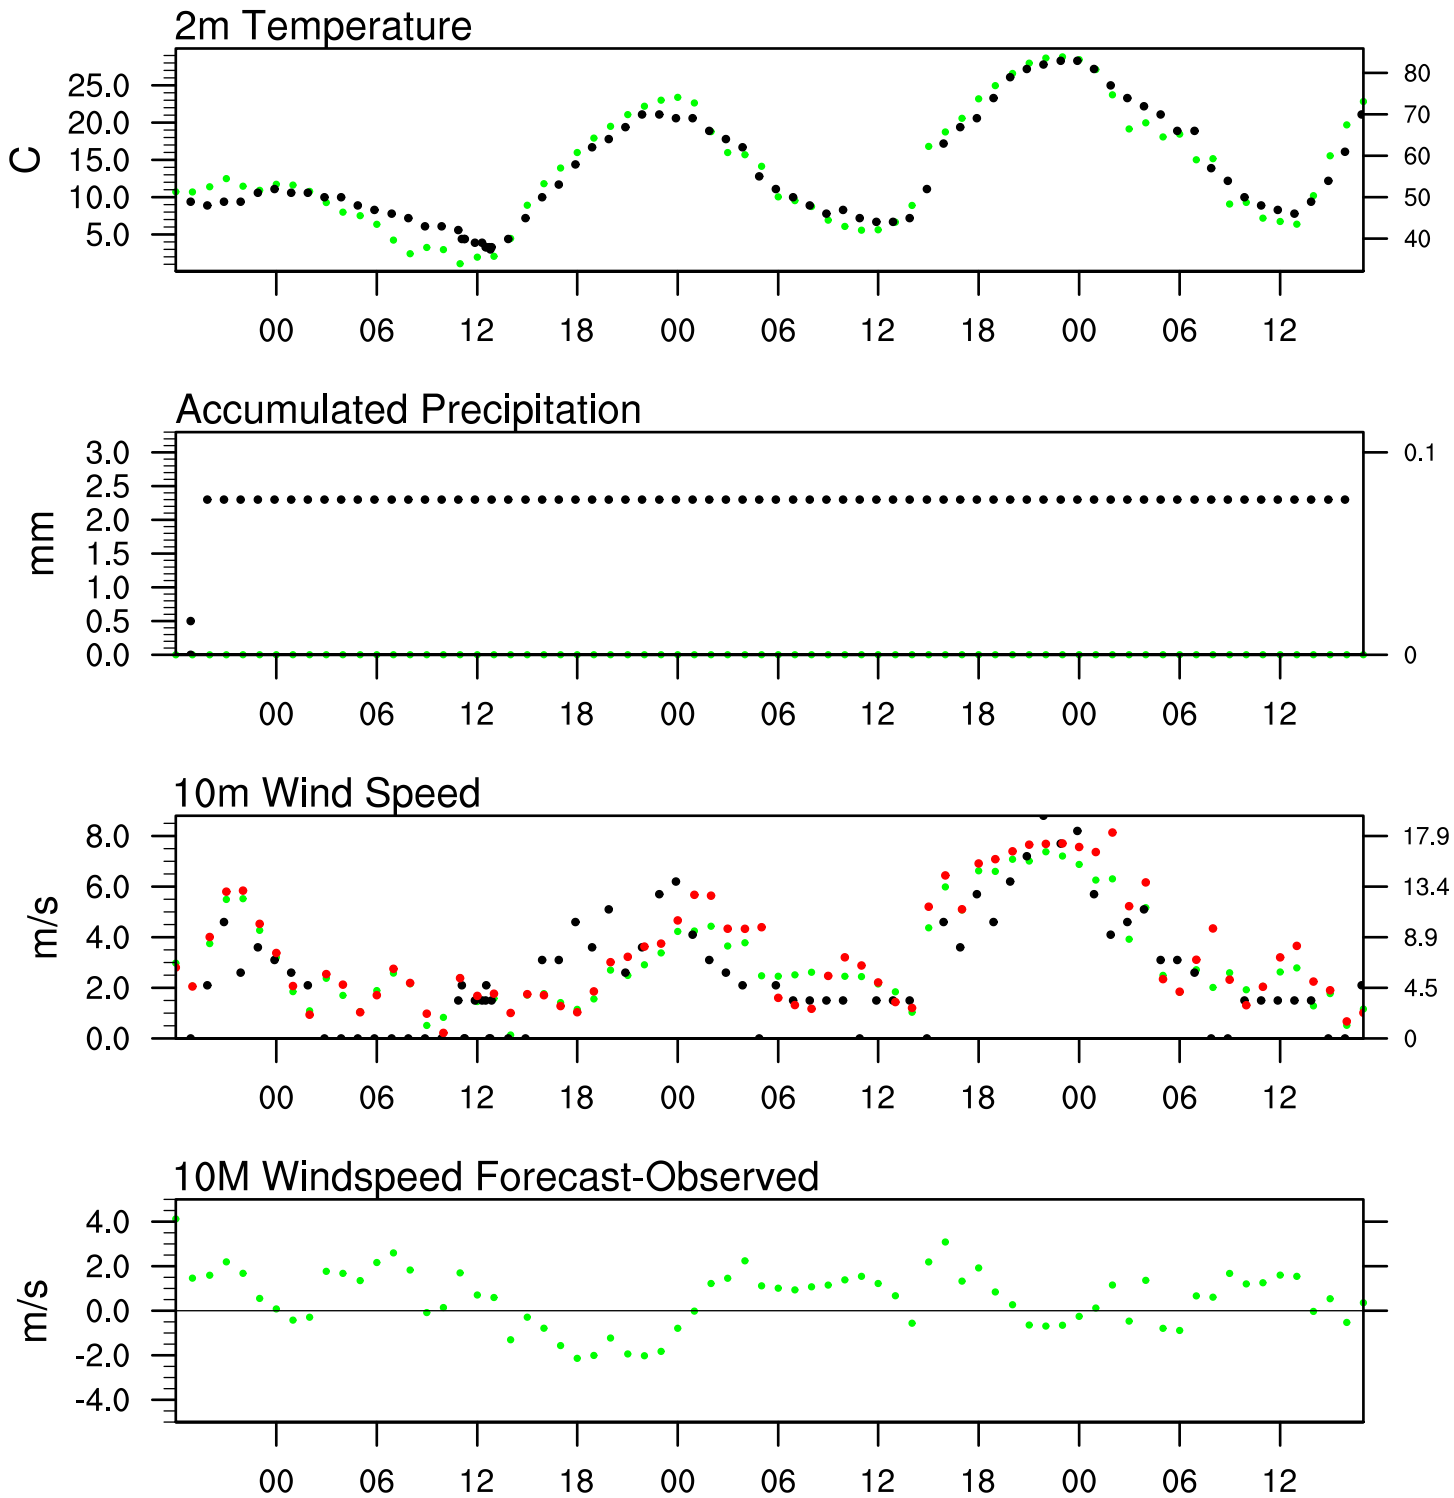 2m Temperature
25.0
20.0
15.0
10.0
5.0
C
80
70
60
50
40
00 06 12 18 00 06 12 18 00 06 12
Accumulated Precipitation
3.0
2.5
2.0
1.5
1.0
0.5
0.0
mm
0.1
0
00 06 12 18 00 06 12 18 00 06 12
10m Wind Speed
8.0
6.0
4.0
2.0
0.0
m/s
17.9
13.4
8.9
4.5
0
00 06 12 18 00 06 12 18 00 06 12
10M Windspeed Forecast-Observed
4.0
2.0
0.0
-2.0
-4.0
m/s
00 06 12 18 00 06 12 18 00 06 12